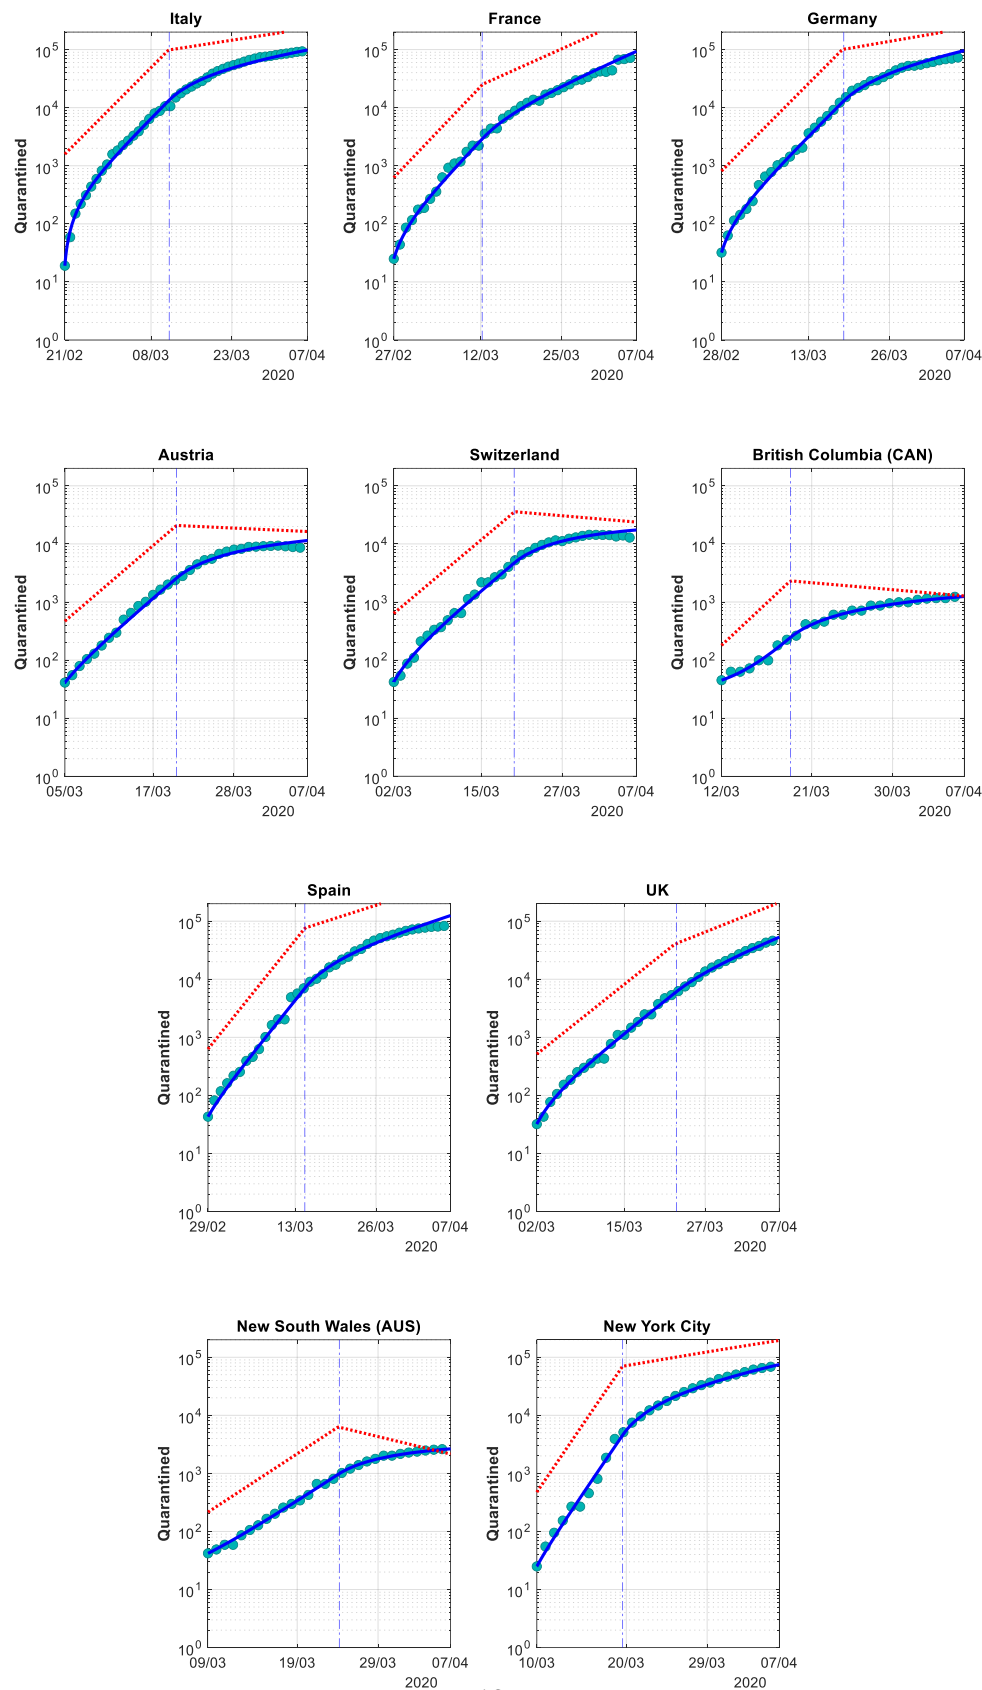 Italy
France
Germany
Quarantined
10^5
10^4
10^3
10^2
10^1
10^0
21/02 08/03 23/03 07/04
2020
Quarantined
10^5
10^4
10^3
10^2
10^1
10^0
27/02 12/03 25/03 07/04
2020
Quarantined
10^5
10^4
10^3
10^2
10^1
10^0
28/02 13/03 26/03 07/04
2020
Austria
Switzerland
British Columbia (CAN)
Quarantined
10^5
10^4
10^3
10^2
10^1
10^0
05/03 17/03 28/03 07/04
2020
Quarantined
10^5
10^4
10^3
10^2
10^1
10^0
02/03 15/03 27/03 07/04
2020
Quarantined
10^5
10^4
10^3
10^2
10^1
10^0
12/03 21/03 30/03 07/04
2020
Spain
UK
Quarantined
10^5
10^4
10^3
10^2
10^1
10^0
29/02 13/03 26/03 07/04
2020
Quarantined
10^5
10^4
10^3
10^2
10^1
10^0
02/03 15/03 27/03 07/04
2020
New South Wales (AUS)
New York City
Quarantined
10^5
10^4
10^3
10^2
10^1
10^0
09/03 19/03 29/03 07/04
2020
Quarantined
10^5
10^4
10^3
10^2
10^1
10^0
10/03 20/03 29/03 07/04
2020